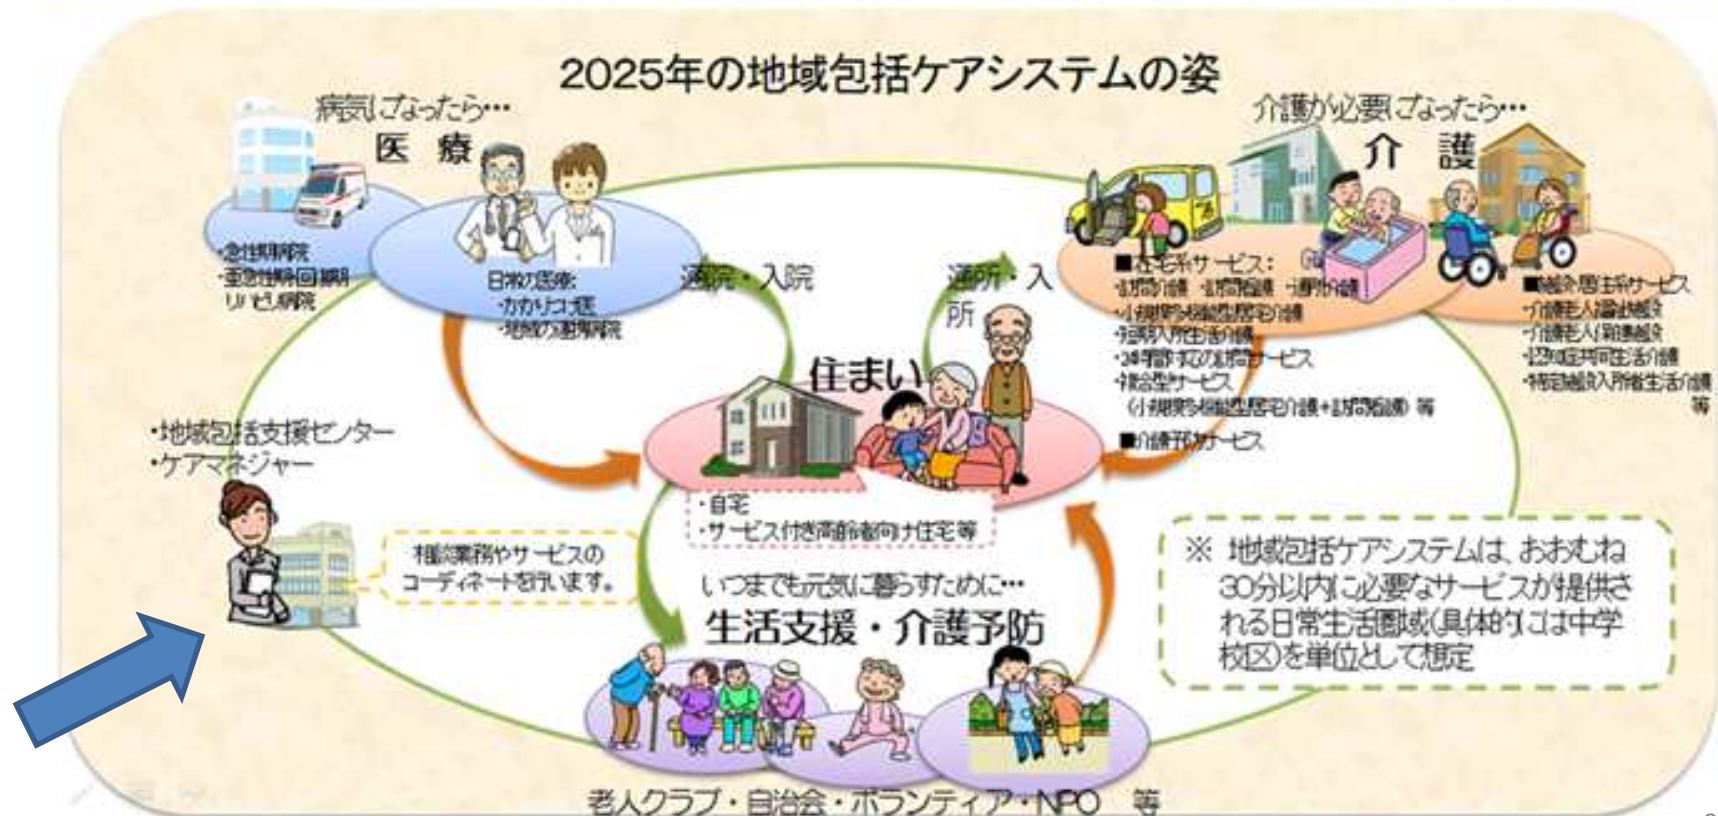 2025年の地域包括ケアシステムの姿
病気になったら･･･
医 療
介護が必要になったら･･･
介 護
・急性期病院
・亜急性期・回復期
リハビリ病院
日常の医療:
・かかりつけ医
・地域の連携病院
通院・入院
通所・入
所
■在宅系サービス:
・訪問介護 ・訪問看護 ・通所介護
・小規模多機能型居宅介護
・短期入所生活介護
・24時間対応の訪問サービス
・複合型サービス
(小規模多機能型居宅介護+訪問看護) 等
■介護予防サービス
■施設・居住系サービス
・介護老人福祉施設
・介護老人保健施設
・認知症共同生活介護
・特定施設入所者生活介護
等
住まい
・自宅
・サービス付き高齢者向け住宅等
・地域包括支援センター
・ケアマネジャー
相談業務やサービスの
コーディネートを行います。
いつまでも元気に暮らすために･･･
生活支援・介護予防
※ 地域包括ケアシステムは、おおむね
30分以内に必要なサービスが提供さ
れる日常生活圏域(具体的には中学
校区)を単位として想定
老人クラブ・自治会・ボランティア・NPO 等